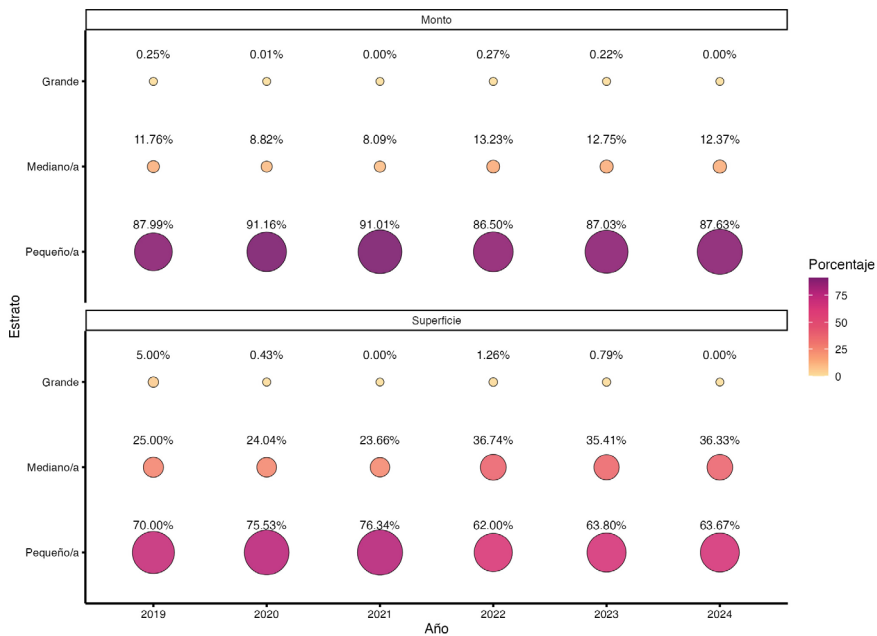 Monto
0.25% 0.01% 0.00% 0.27% 0.22% 0.00%
Grande
11.76% 8.82% 8.09% 13.23% 12.75% 12.37%
Mediano/a
87.99% 91.16% 91.01% 86.50% 87.03% 87.63%
Pequeño/a
Superficie
5.00% 0.43% 0.00% 1.26% 0.79% 0.00%
Grande
25.00% 24.04% 23.66% 36.74% 35.41% 36.33%
Mediano/a
70.00% 75.53% 76.34% 62.00% 63.80% 63.67%
Pequeño/a
2019 2020 2021 2022 2023 2024
Año
Estrato
Porcentaje
75
50
25
0